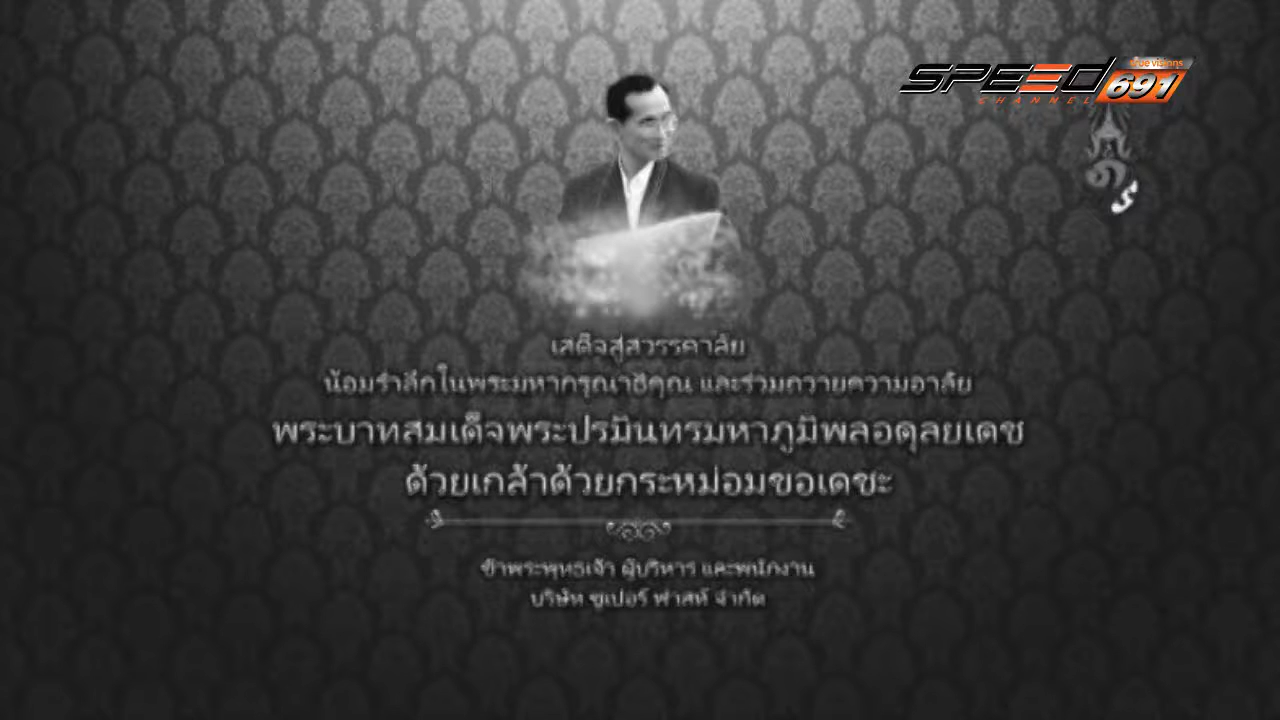 SPEED
CHANNEL
true visions
691
เสด็จสู่สวรรคาลัย
น้อมรำลึกในพระมหากรุณาธิคุณ และร่วมถวายความอาลัย
พระบาทสมเด็จพระปรมินทรมหาภูมิพลอดุลยเดช
ด้วยเกล้าด้วยกระหม่อมขอเดชะ
ข้าพระพุทธเจ้า ผู้บริหาร และพนักงาน
บริษัท ซูเปอร์ ฟาสท์ จำกัด